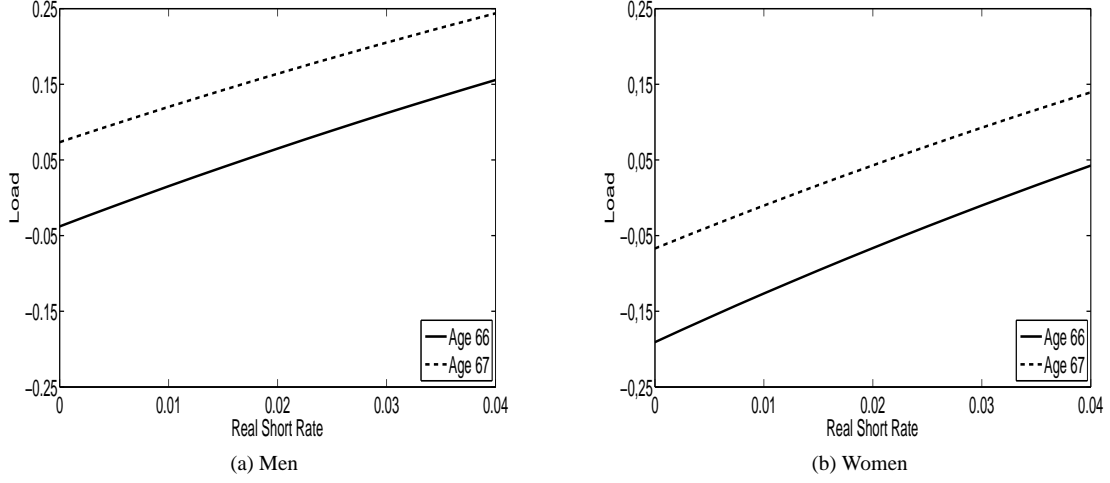 0.25
0.15
0.05
−0.05
−0.15
−0.25
Load
0 0.01 0.02 0.03 0.04
Real Short Rate
Age 66
Age 67
(a) Men
0,25
0,15
0,05
−0,05
−0,15
−0,25
Load
0 0.01 0.02 0.03 0.04
Real Short Rate
Age 66
Age 67
(b) Women